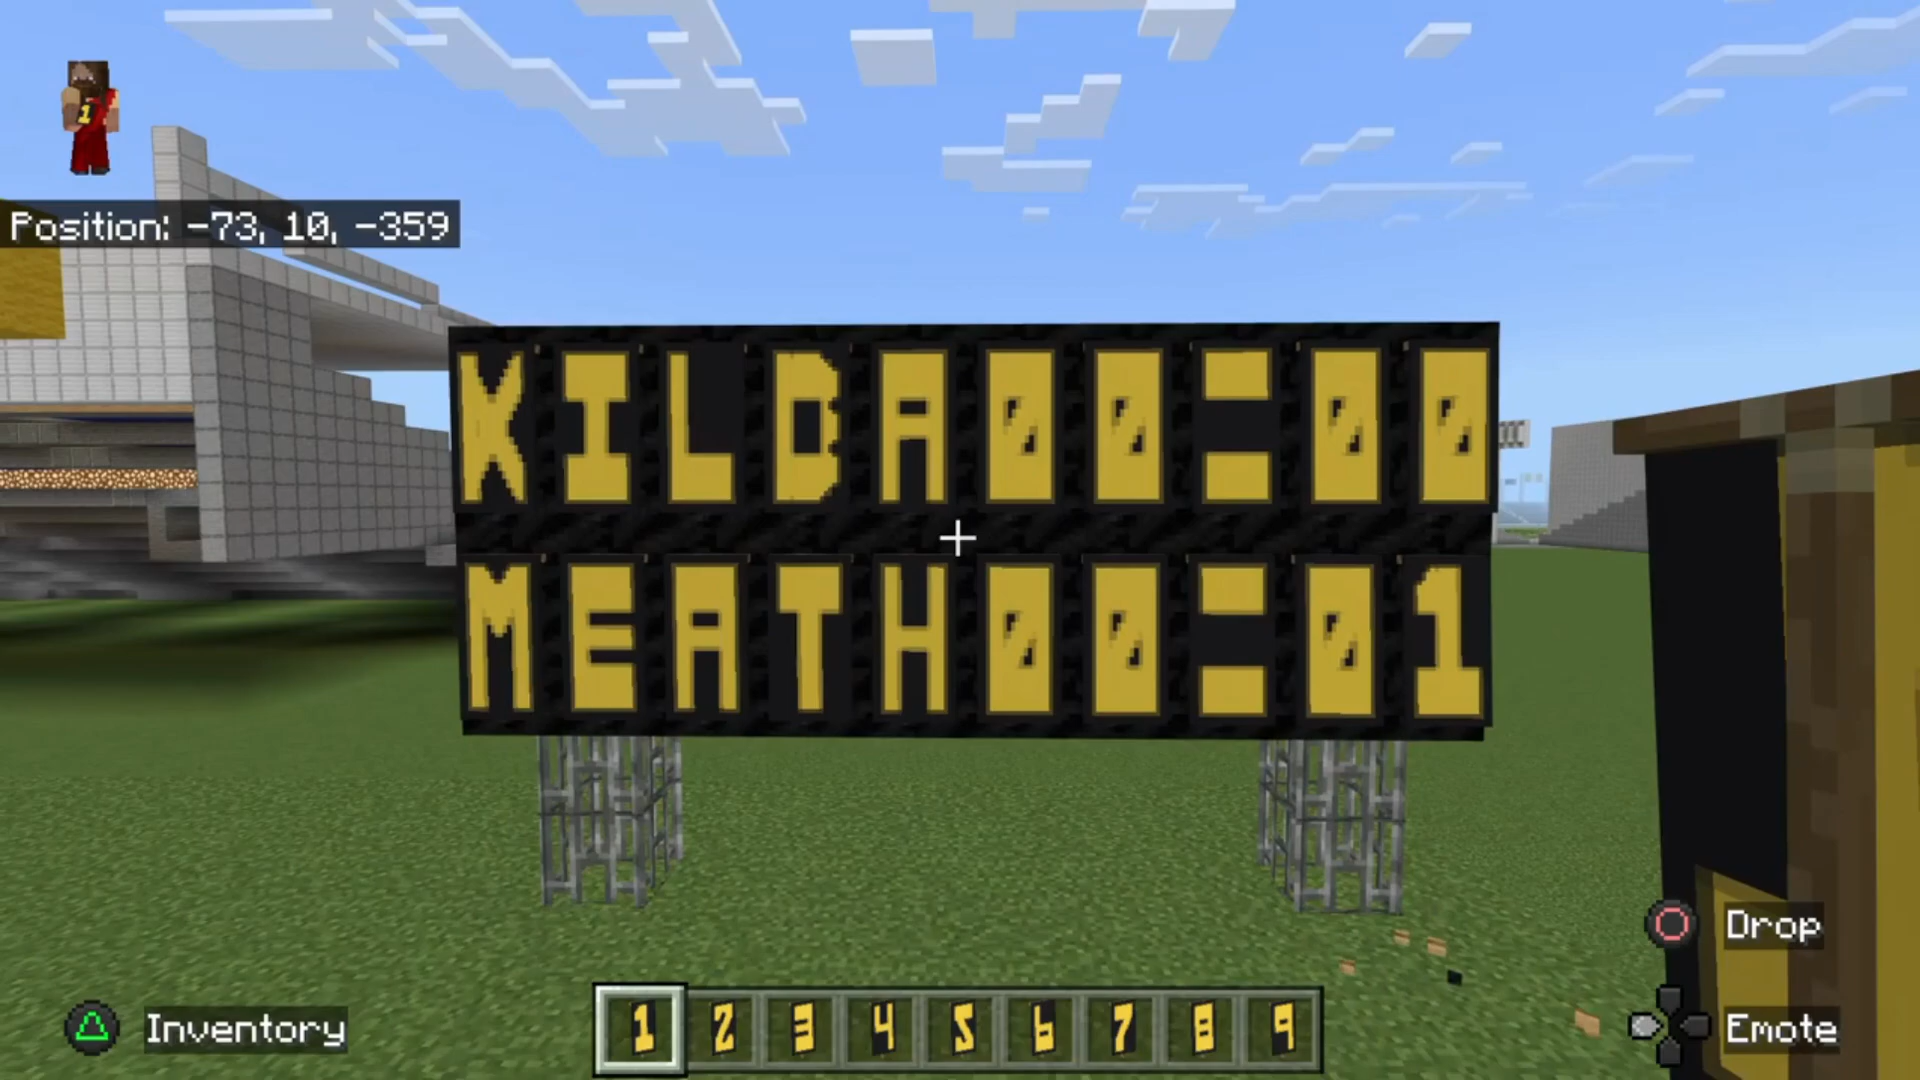 Position: -73, 10, -359
KILDA00:00
MEATH00:01
Drop
Inventory
1 2 3 4 5 6 7 8 9
Emote